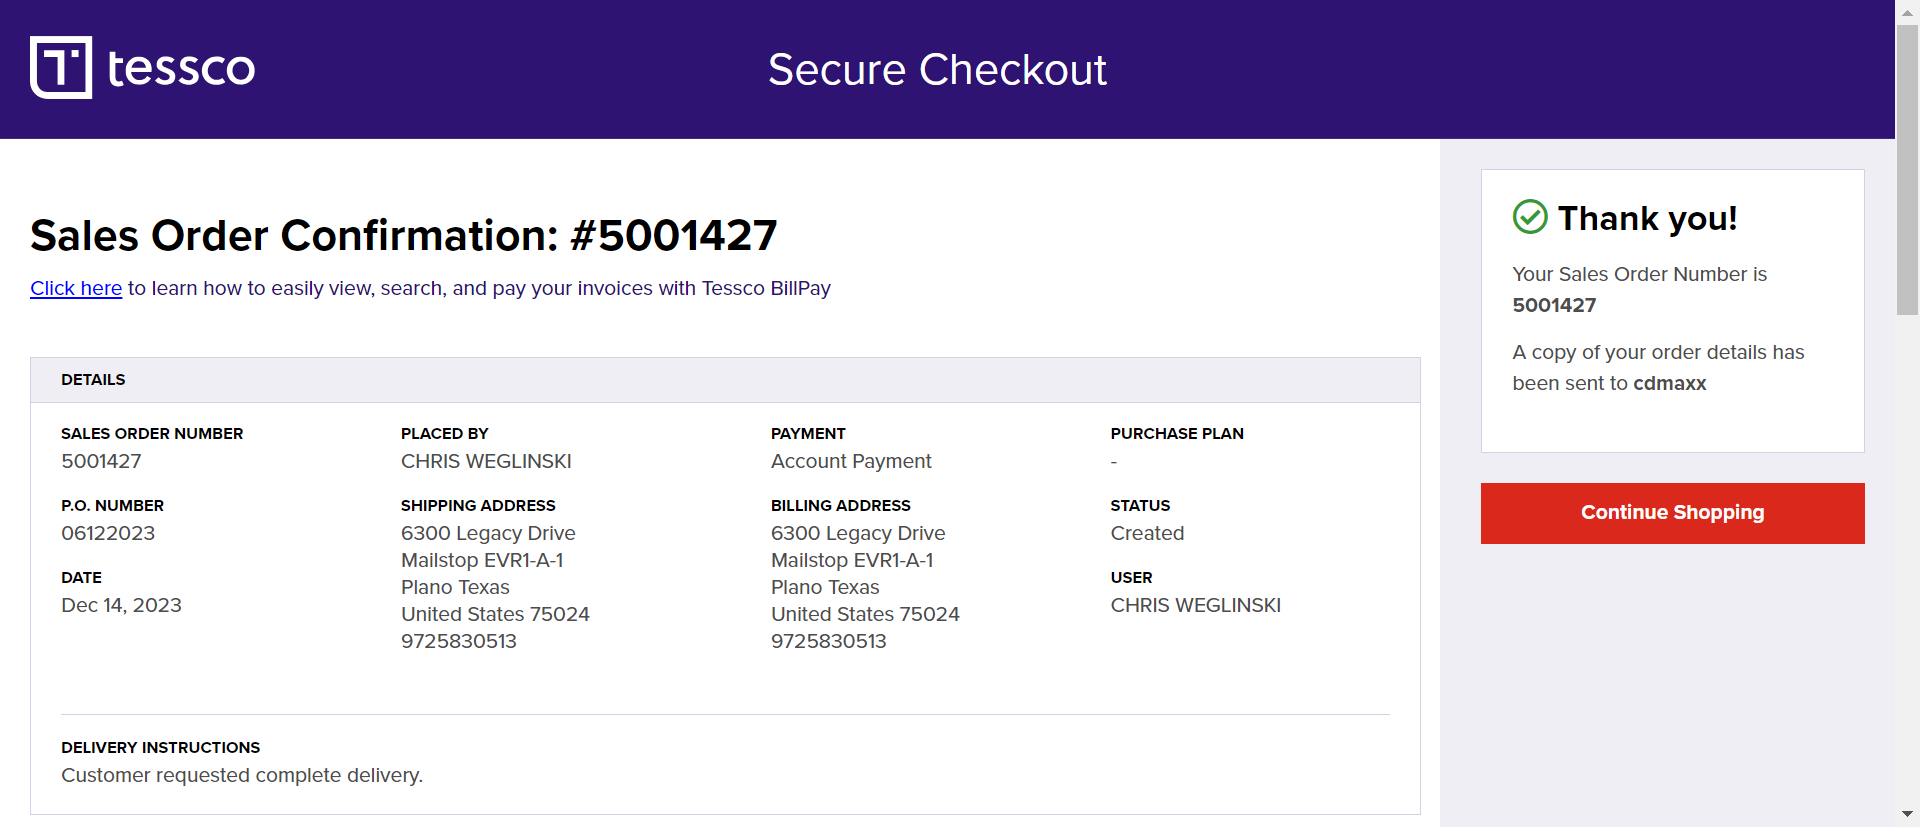 tessco
Secure Checkout
Sales Order Confirmation: #5001427
Click here to learn how to easily view, search, and pay your invoices with Tessco BillPay
DETAILS
SALES ORDER NUMBER
5001427
P.O. NUMBER
06122023
DATE
Dec 14, 2023
PLACED BY
CHRIS WEGLINSKI
SHIPPING ADDRESS
6300 Legacy Drive
Mailstop EVR1-A-1
Plano Texas
United States 75024
9725830513
PAYMENT
Account Payment
BILLING ADDRESS
6300 Legacy Drive
Mailstop EVR1-A-1
Plano Texas
United States 75024
9725830513
PURCHASE PLAN
-
STATUS
Created
USER
CHRIS WEGLINSKI
DELIVERY INSTRUCTIONS
Customer requested complete delivery.
Thank you!
Your Sales Order Number is
5001427
A copy of your order details has
been sent to cdmaxx
Continue Shopping